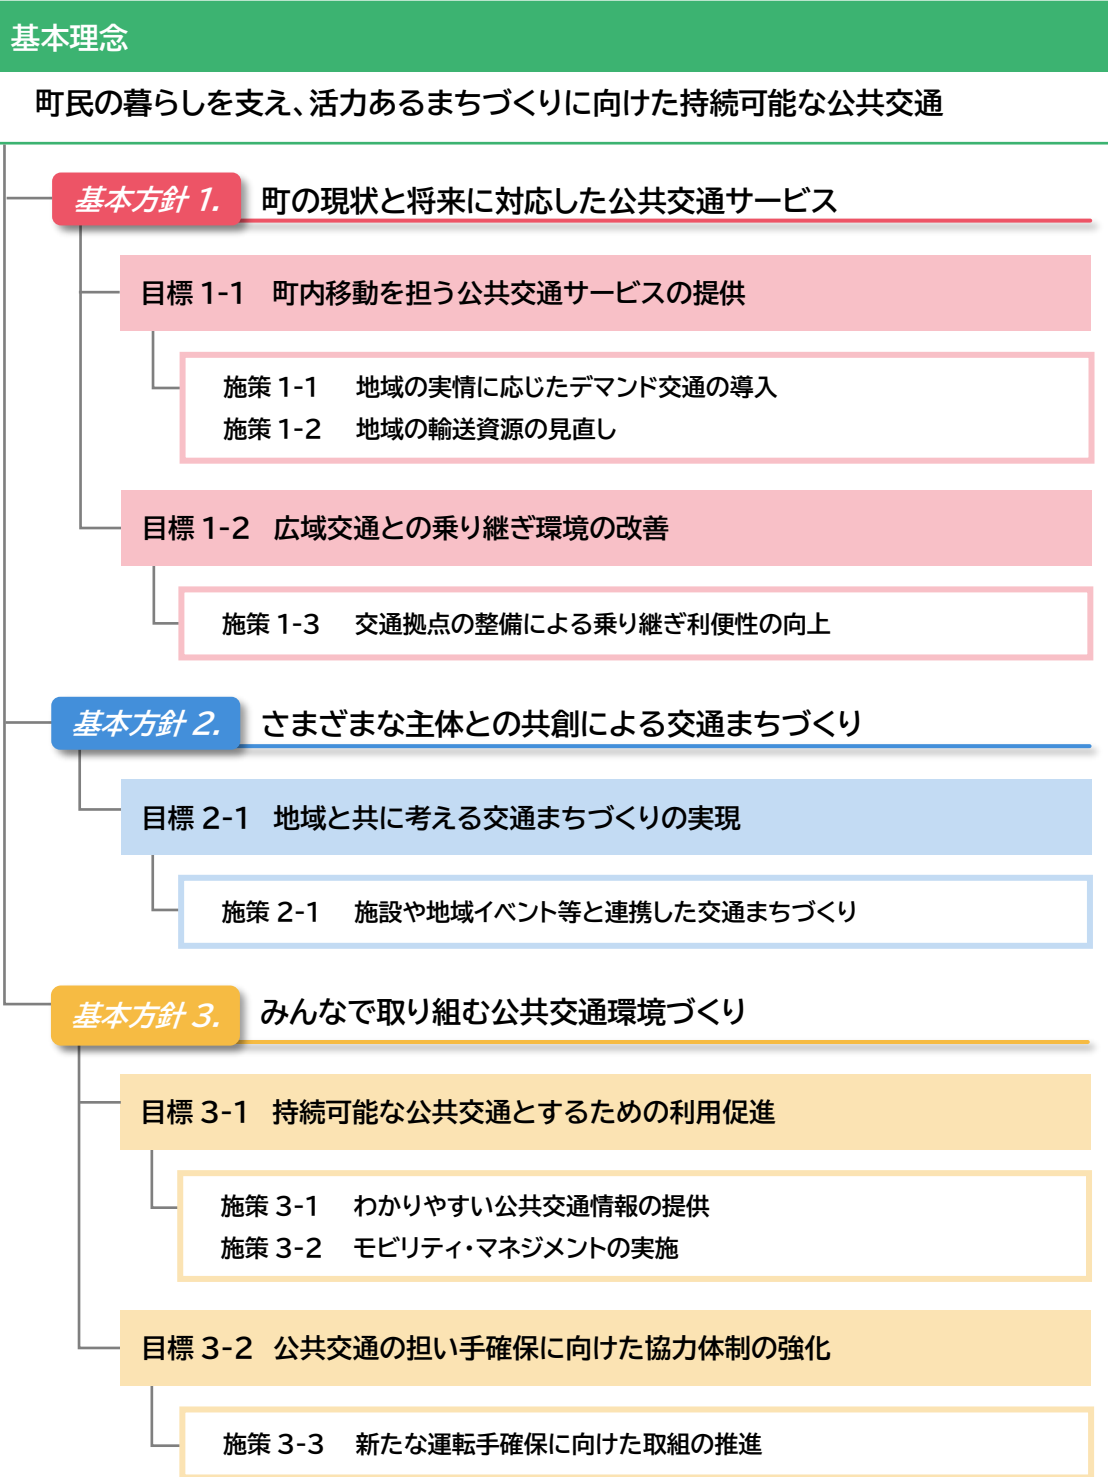 基本理念
町民の暮らしを支え、活力あるまちづくりに向けた持続可能な公共交通
基本方針 1. 町の現状と将来に対応した公共交通サービス
目標 1-1 町内移動を担う公共交通サービスの提供
施策 1-1 地域の実情に応じたデマンド交通の導入
施策 1-2 地域の輸送資源の見直し
目標 1-2 広域交通との乗り継ぎ環境の改善
施策 1-3 交通拠点の整備による乗り継ぎ利便性の向上
基本方針 2. さまざまな主体との共創による交通まちづくり
目標 2-1 地域と共に考える交通まちづくりの実現
施策 2-1 施設や地域イベント等と連携した交通まちづくり
基本方針 3. みんなで取り組む公共交通環境づくり
目標 3-1 持続可能な公共交通とするための利用促進
施策 3-1 わかりやすい公共交通情報の提供
施策 3-2 モビリティ・マネジメントの実施
目標 3-2 公共交通の担い手確保に向けた協力体制の強化
施策 3-3 新たな運転手確保に向けた取組の推進